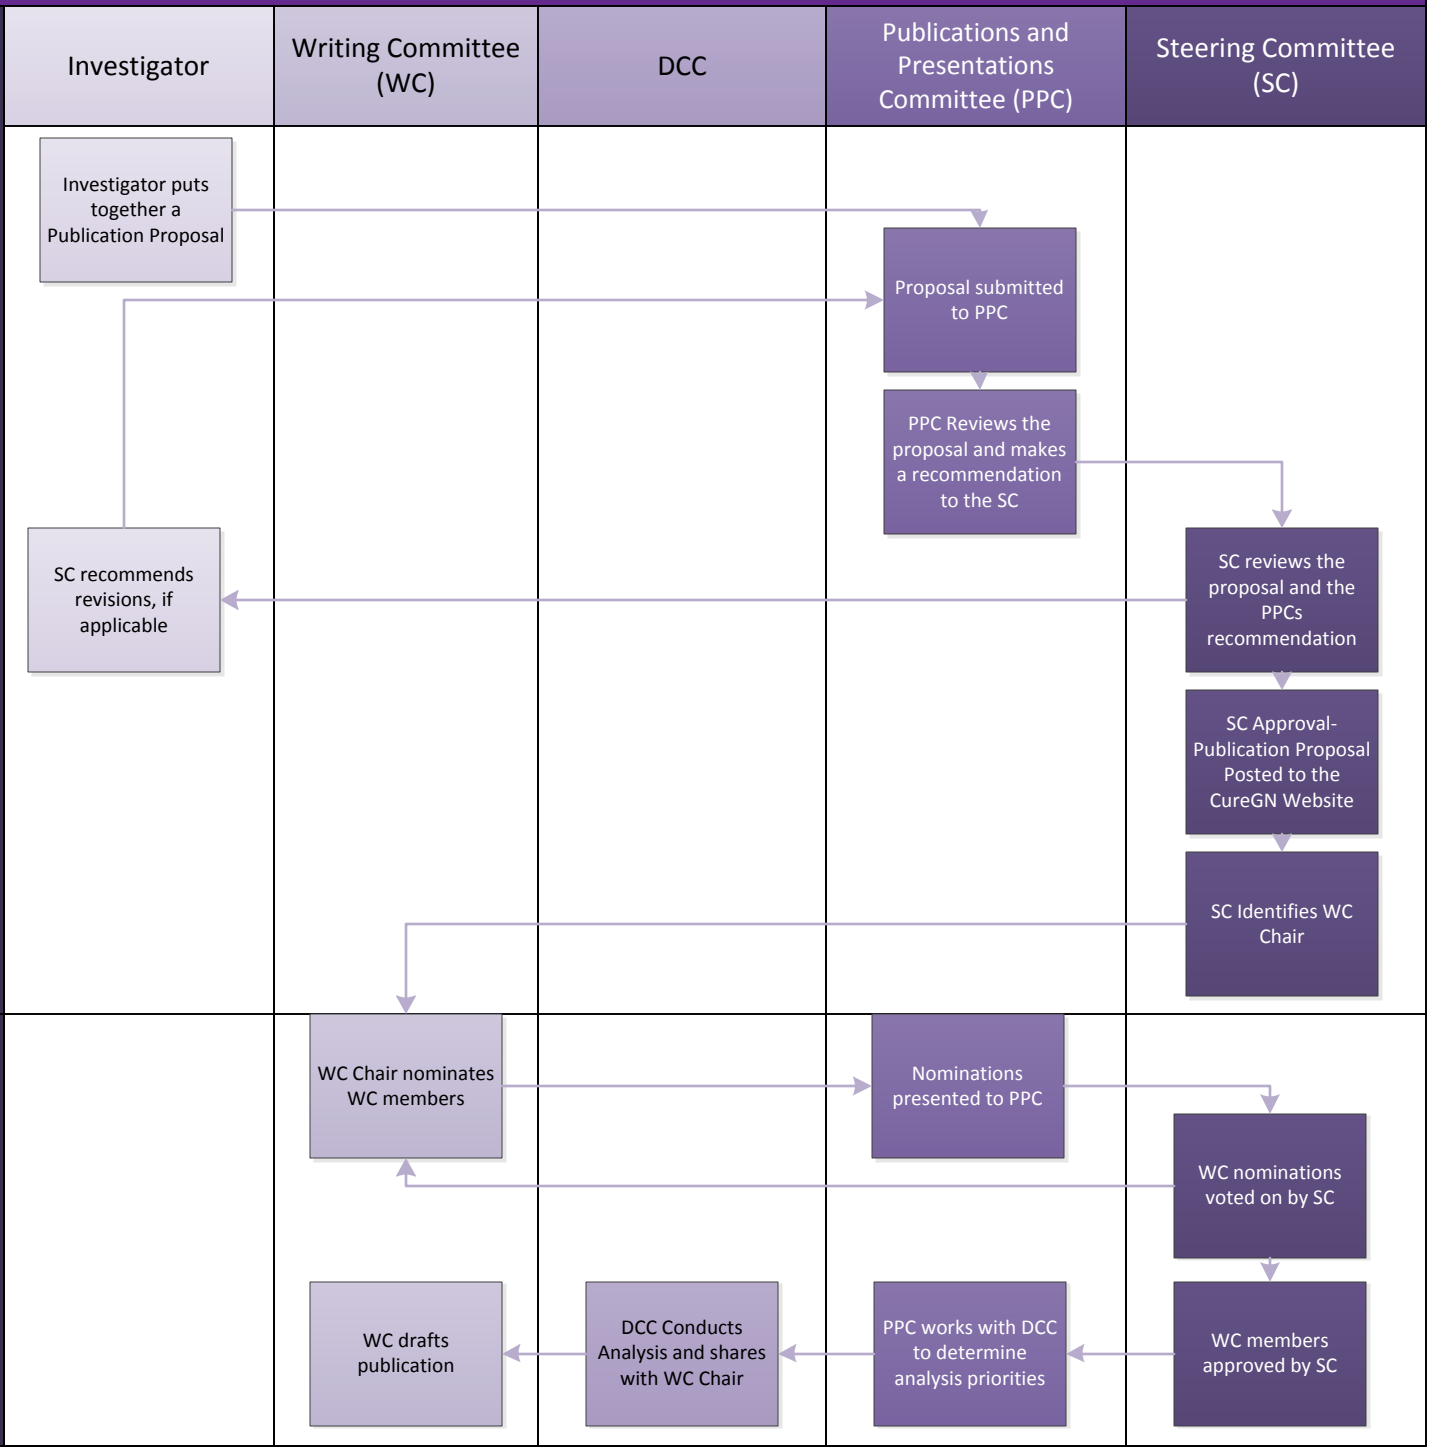 Investigator
Writing Committee
(WC)
DCC
Publications and
Presentations
Committee (PPC)
Steering Committee
(SC)
Investigator puts
together a
Publication Proposal
Proposal submitted
to PPC
PPC Reviews the
proposal and makes
a recommendation
to the SC
SC recommends
revisions, if
applicable
SC reviews the
proposal and the
PPCs
recommendation
SC Approval-
Publication Proposal
Posted to the
CureGN Website
SC Identifies WC
Chair
WC Chair nominates
WC members
Nominations
presented to PPC
WC nominations
voted on by SC
WC drafts
publication
DCC Conducts
Analysis and shares
with WC Chair
PPC works with DCC
to determine
analysis priorities
WC members
approved by SC